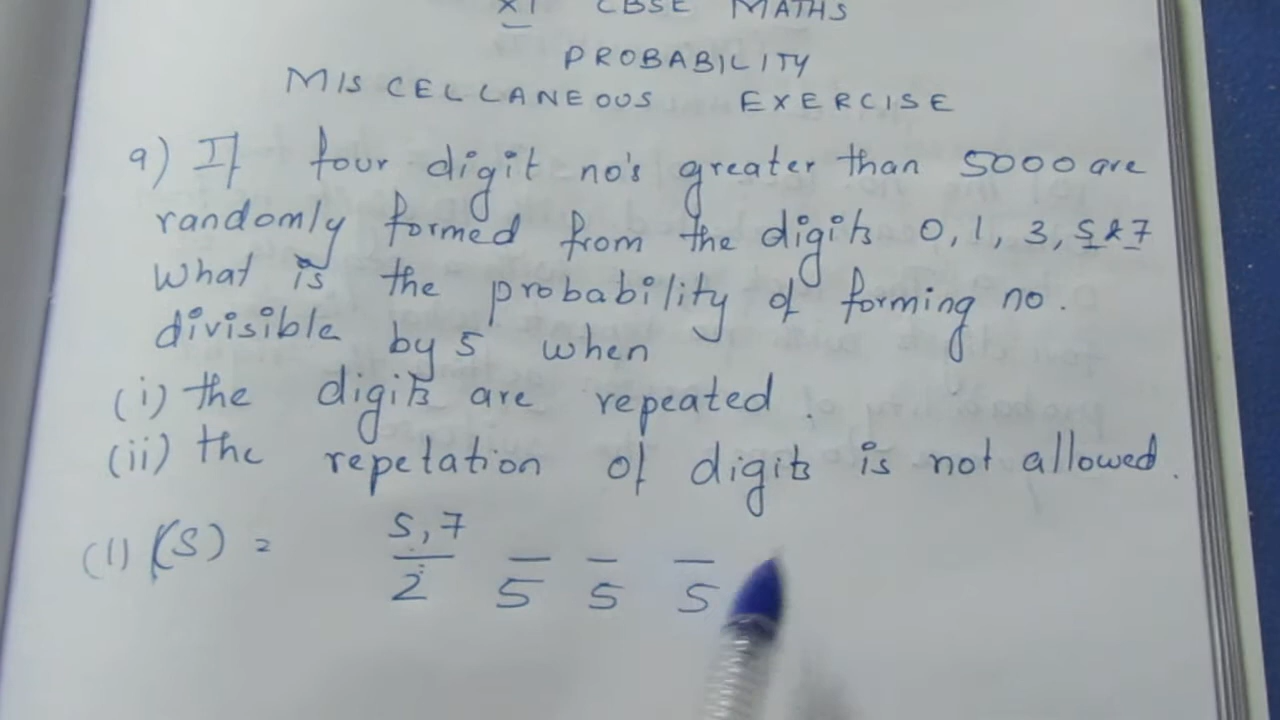 XI CBSE MATHS
PROBABILITY
MISCELLANEOUS EXERCISE
9) If four digit no's greater than 5000 are
randomly formed from the digits 0, 1, 3, 5 & 7
What is the probability of forming no.
divisible by 5 when
(i) the digits are repeated.
(ii) the repetation of digits is not allowed.
(1) (S) = 5,7
2 5 5 5